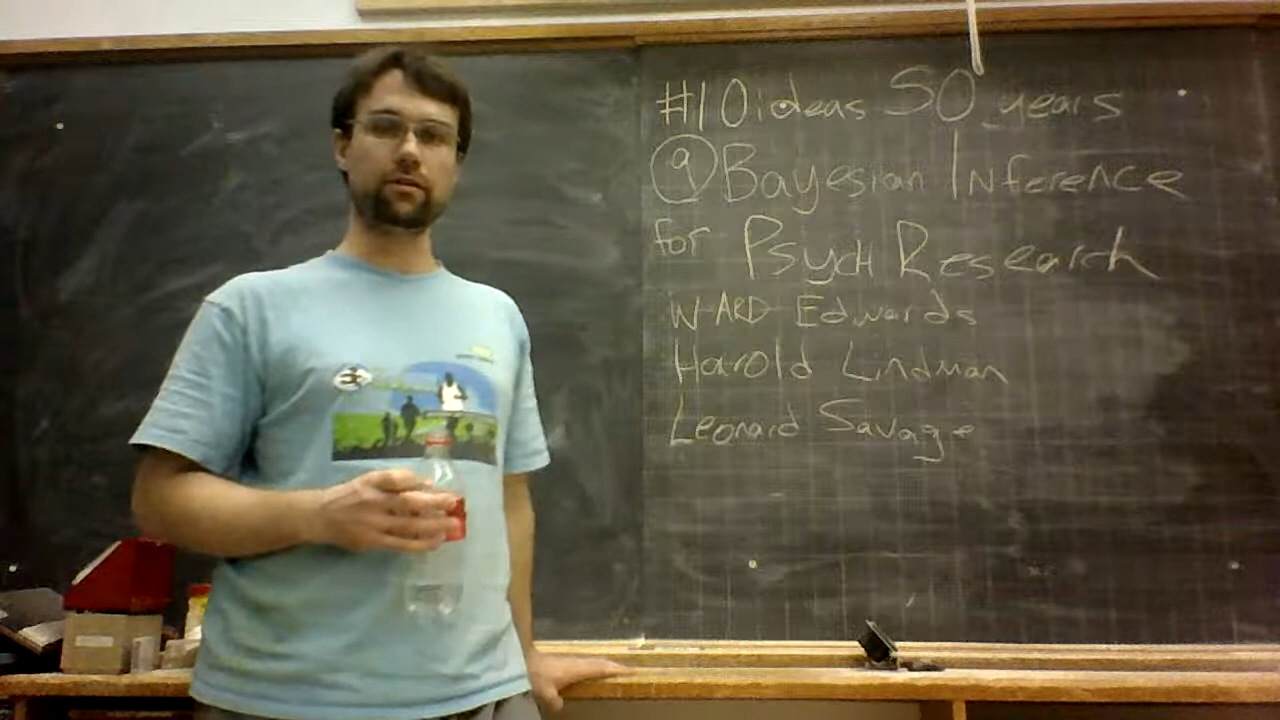 #10 ideas 50 years
9 Bayesian Inference
for Psych Research
Ward Edwards
Harold Lindman
Leonard Savage